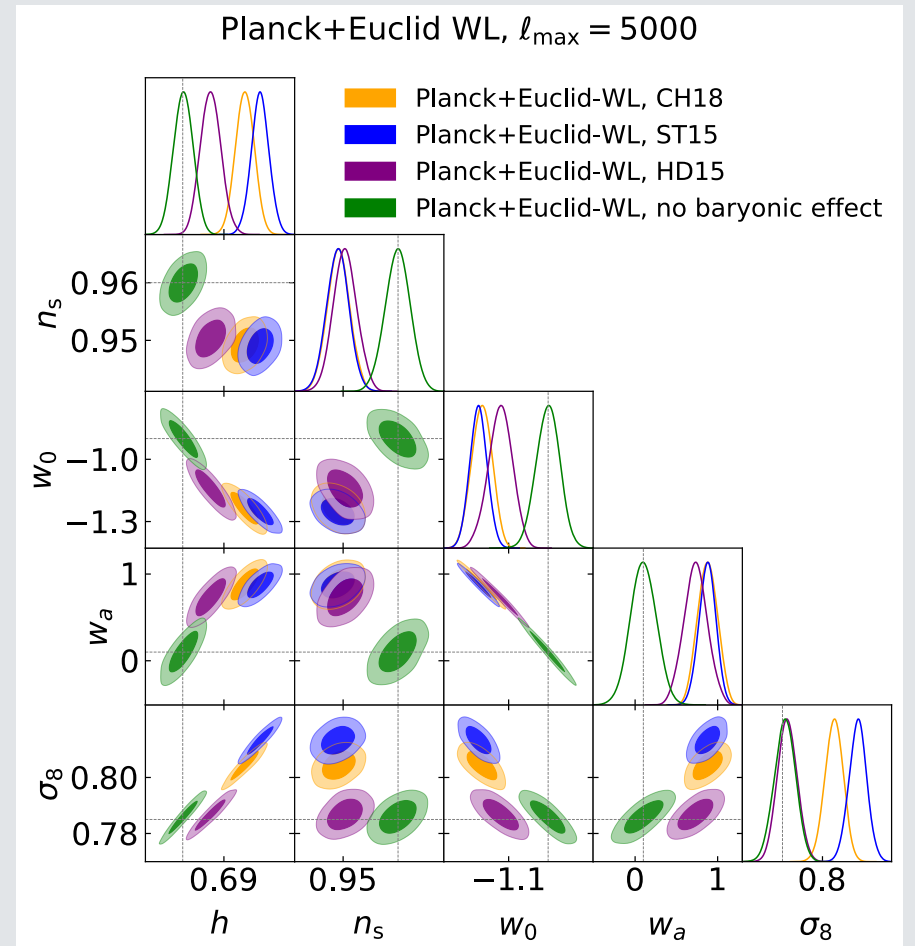 Planck+Euclid WL, ℓmax = 5000
Planck+Euclid-WL, CH18
Planck+Euclid-WL, ST15
Planck+Euclid-WL, HD15
Planck+Euclid-WL, no baryonic effect
0.96
0.95
ns
−1.0
−1.3
w0
1
0
wa
0.80
0.78
σ8
0.69
0.95
−1.1
0
1
0.8
h
ns
w0
wa
σ8